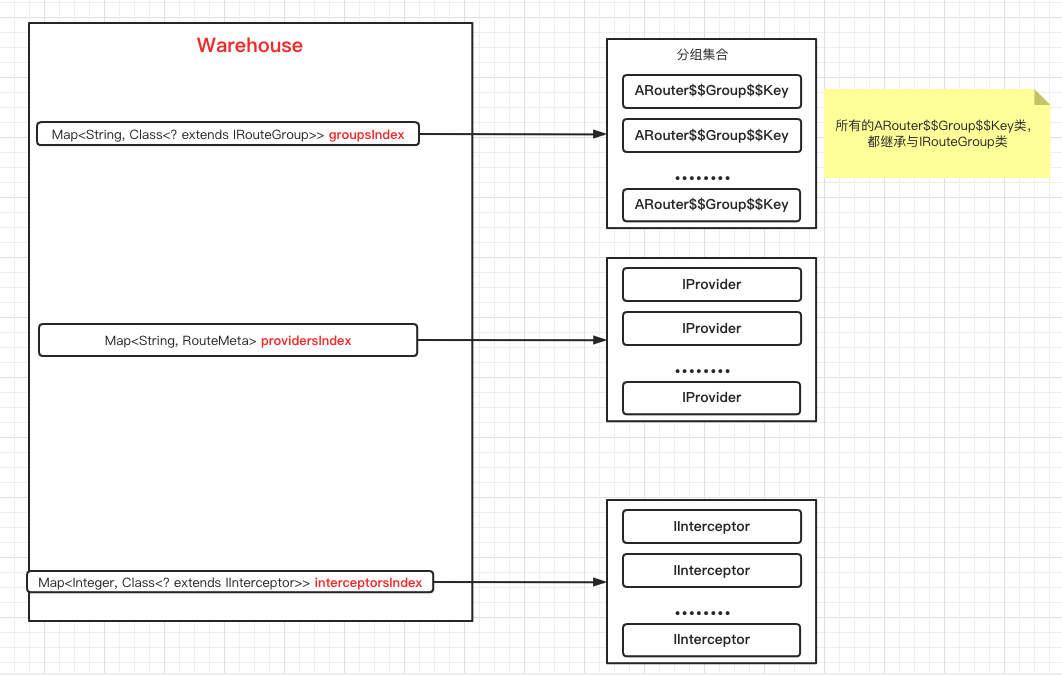 Warehouse
Map<String, Class<? extends IRouteGroup>> groupsIndex
Map<String, RouteMeta> providersIndex
Map<Integer, Class<? extends IInterceptor>> interceptorsIndex
分组集合
ARouter$$Group$$Key
ARouter$$Group$$Key
••••••••
ARouter$$Group$$Key
所有的ARouter$$Group$$Key类，
都继承与IRouteGroup类
IProvider
IProvider
••••••••
IProvider
IInterceptor
IInterceptor
••••••••
IInterceptor